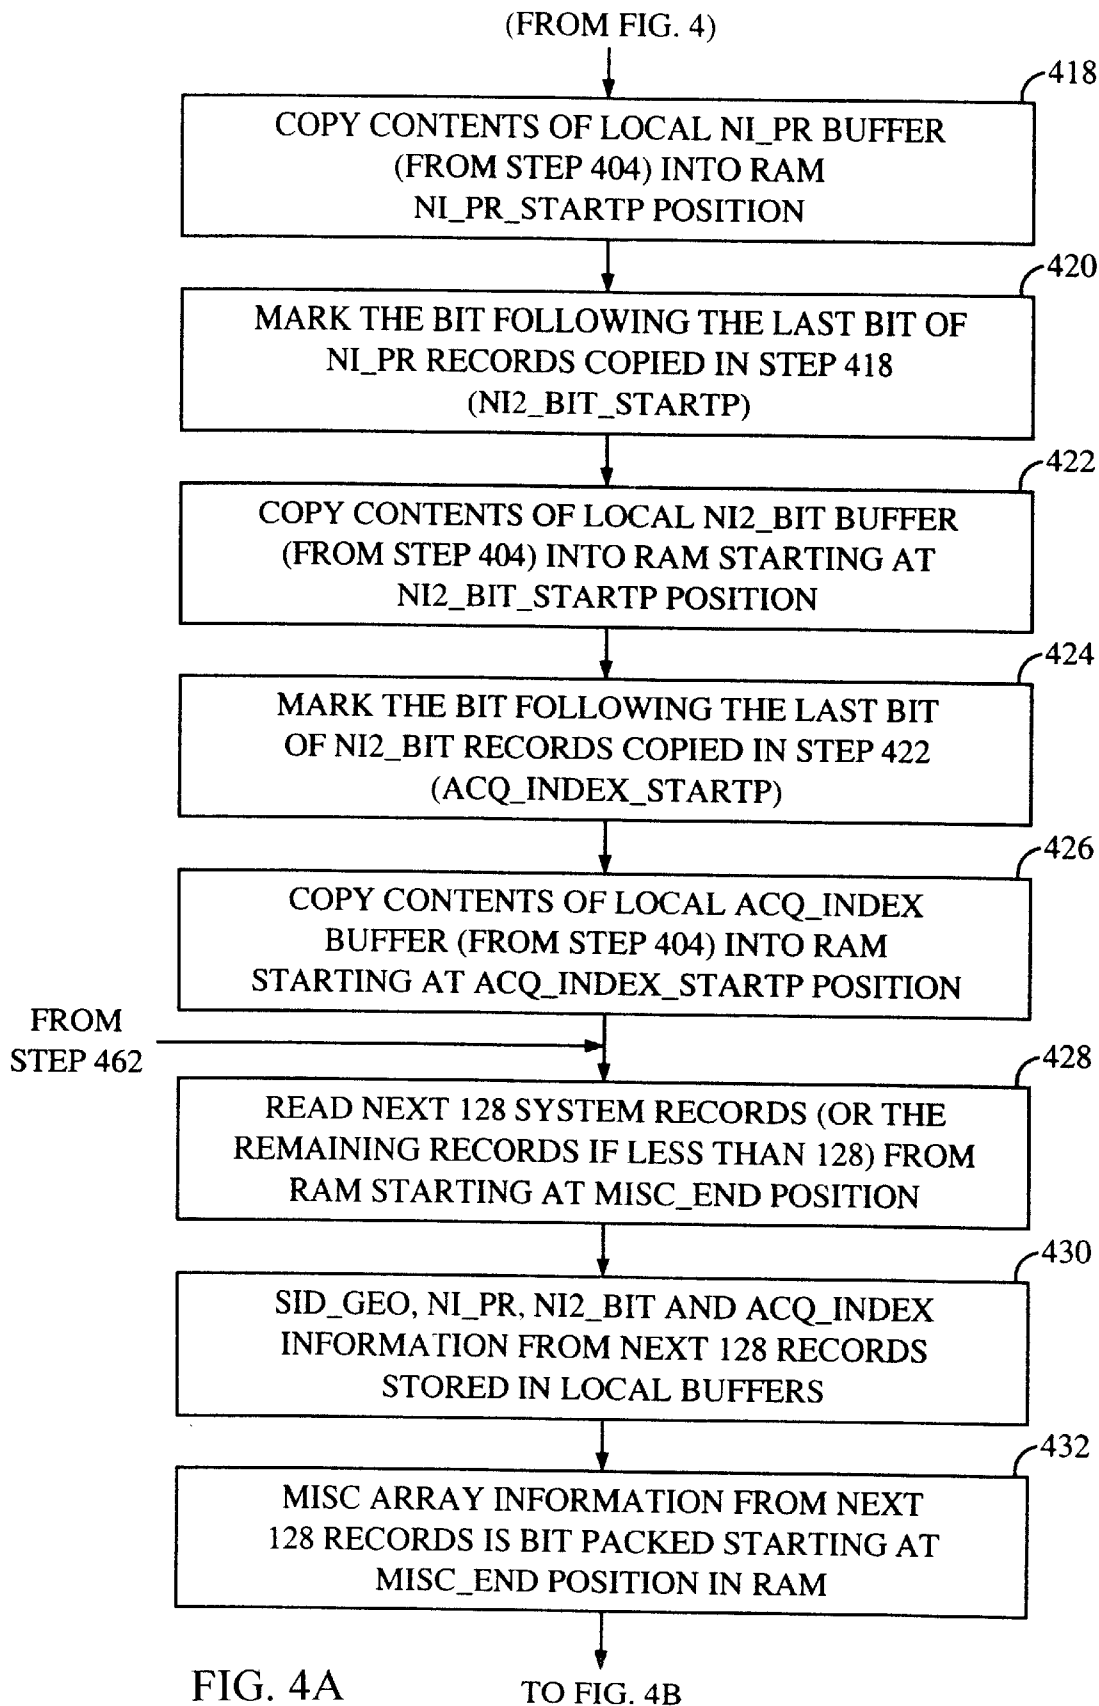 (FROM FIG. 4)
418
COPY CONTENTS OF LOCAL NI_PR BUFFER
(FROM STEP 404) INTO RAM
NI_PR_STARTP POSITION
420
MARK THE BIT FOLLOWING THE LAST BIT OF
NI_PR RECORDS COPIED IN STEP 418
(NI2_BIT_STARTP)
422
COPY CONTENTS OF LOCAL NI2_BIT BUFFER
(FROM STEP 404) INTO RAM STARTING AT
NI2_BIT_STARTP POSITION
424
MARK THE BIT FOLLOWING THE LAST BIT
OF NI2_BIT RECORDS COPIED IN STEP 422
(ACQ_INDEX_STARTP)
426
COPY CONTENTS OF LOCAL ACQ_INDEX
BUFFER (FROM STEP 404) INTO RAM
STARTING AT ACQ_INDEX_STARTP POSITION
FROM
STEP 462
428
READ NEXT 128 SYSTEM RECORDS (OR THE
REMAINING RECORDS IF LESS THAN 128) FROM
RAM STARTING AT MISC_END POSITION
430
SID_GEO, NI_PR, NI2_BIT AND ACQ_INDEX
INFORMATION FROM NEXT 128 RECORDS
STORED IN LOCAL BUFFERS
432
MISC ARRAY INFORMATION FROM NEXT
128 RECORDS IS BIT PACKED STARTING AT
MISC_END POSITION IN RAM
FIG. 4A
TO FIG. 4B